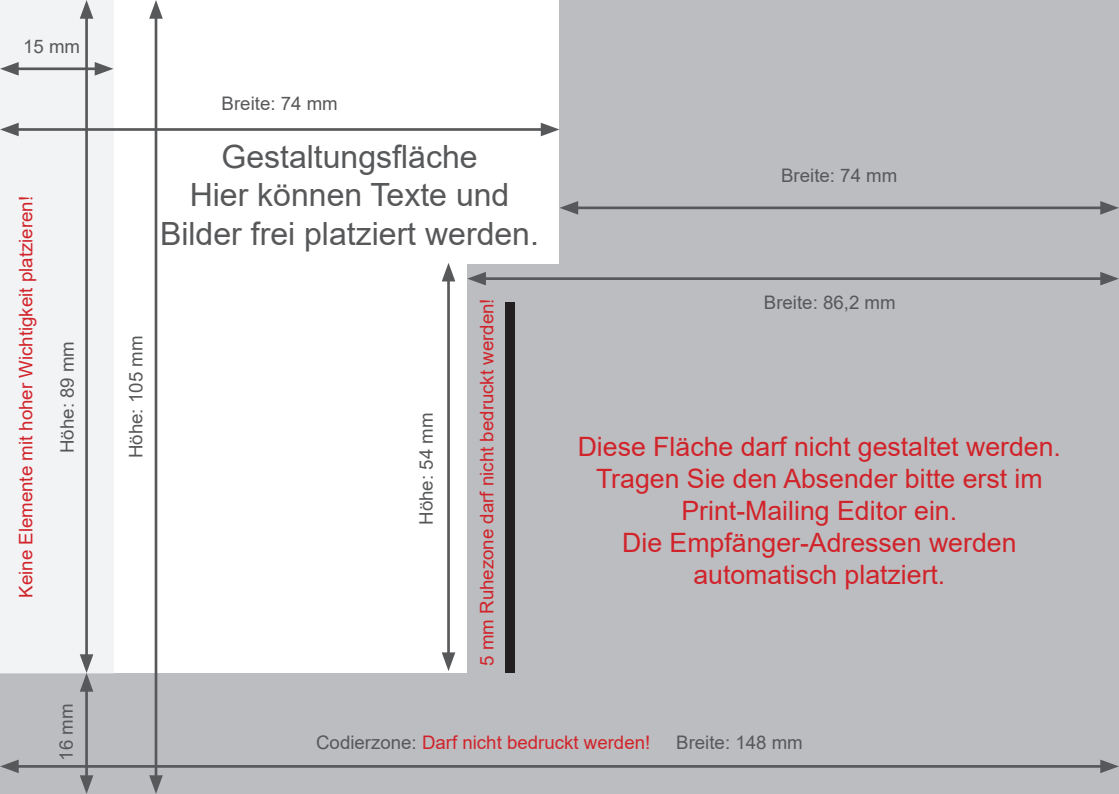 15 mm
Breite: 74 mm
Gestaltungsfläche
Hier können Texte und
Bilder frei platziert werden.
Breite: 74 mm
Breite: 86,2 mm
Keine Elemente mit hoher Wichtigkeit platzieren!
Höhe: 89 mm
Höhe: 105 mm
Höhe: 54 mm
5 mm Ruhezone darf nicht bedruckt werden!
Diese Fläche darf nicht gestaltet werden.
Tragen Sie den Absender bitte erst im
Print-Mailing Editor ein.
Die Empfänger-Adressen werden
automatisch platziert.
16 mm
Codierzone: Darf nicht bedruckt werden! Breite: 148 mm